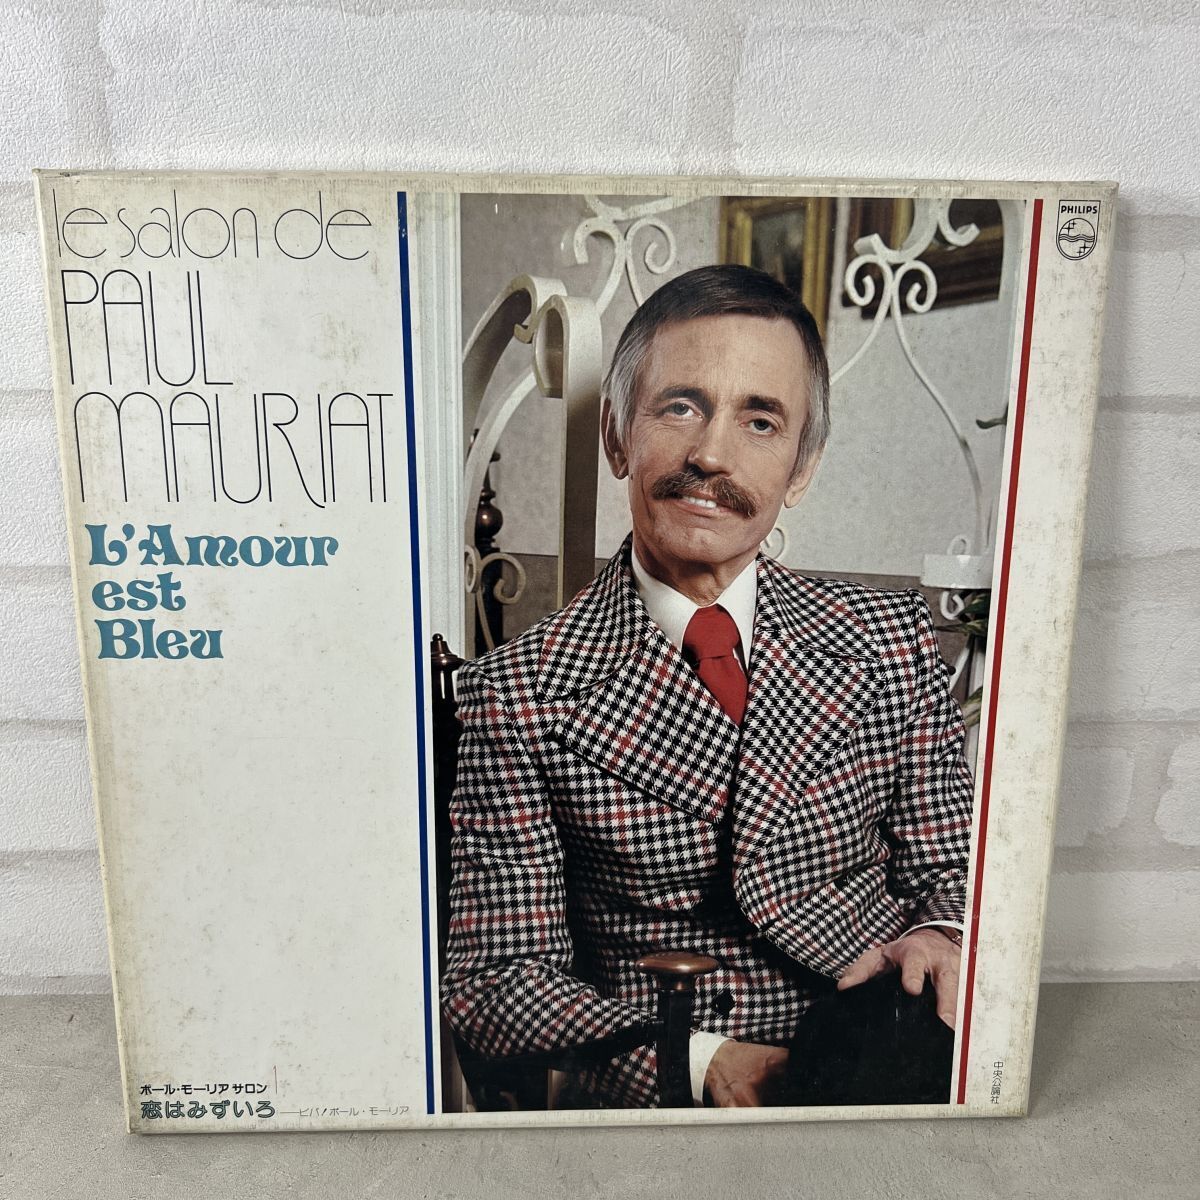 le salon de
PAUL
MAURIAT
L'Amour
est
Bleu
PHILIPS
ポール・モーリア サロン 1
恋はみずいろ──ビバ!ポール・モーリア
中央公論社